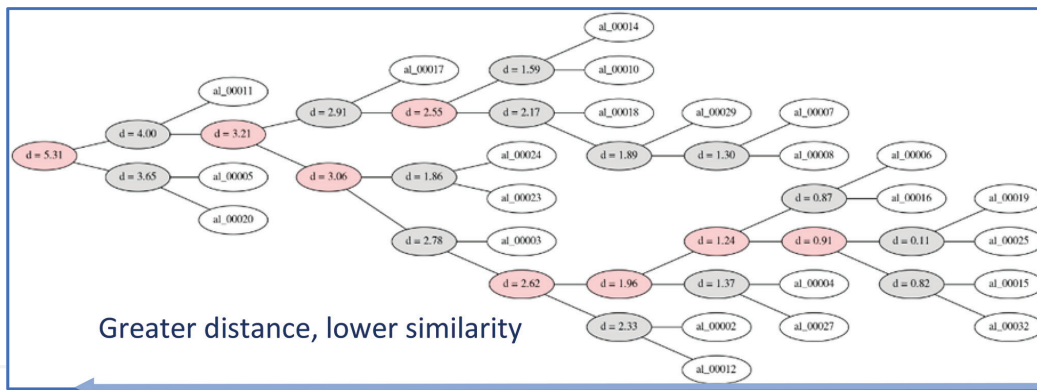 al_00014
al_00017
d = 1.59
al_00010
al_00011
d = 2.91
d = 2.55
d = 2.17
al_00018
al_00029
al_00007
d = 4.00
d = 3.21
d = 5.31
al_00024
d = 1.89
d = 1.30
al_00008
al_00006
d = 3.65
al_00005
d = 3.06
d = 1.86
al_00023
d = 0.87
al_00016
al_00019
al_00020
d = 2.78
al_00003
d = 1.24
d = 0.91
d = 0.11
al_00025
d = 2.62
d = 1.96
d = 1.37
al_00004
d = 0.82
al_00015
Greater distance, lower similarity
d = 2.33
al_00002
al_00027
al_00032
al_00012